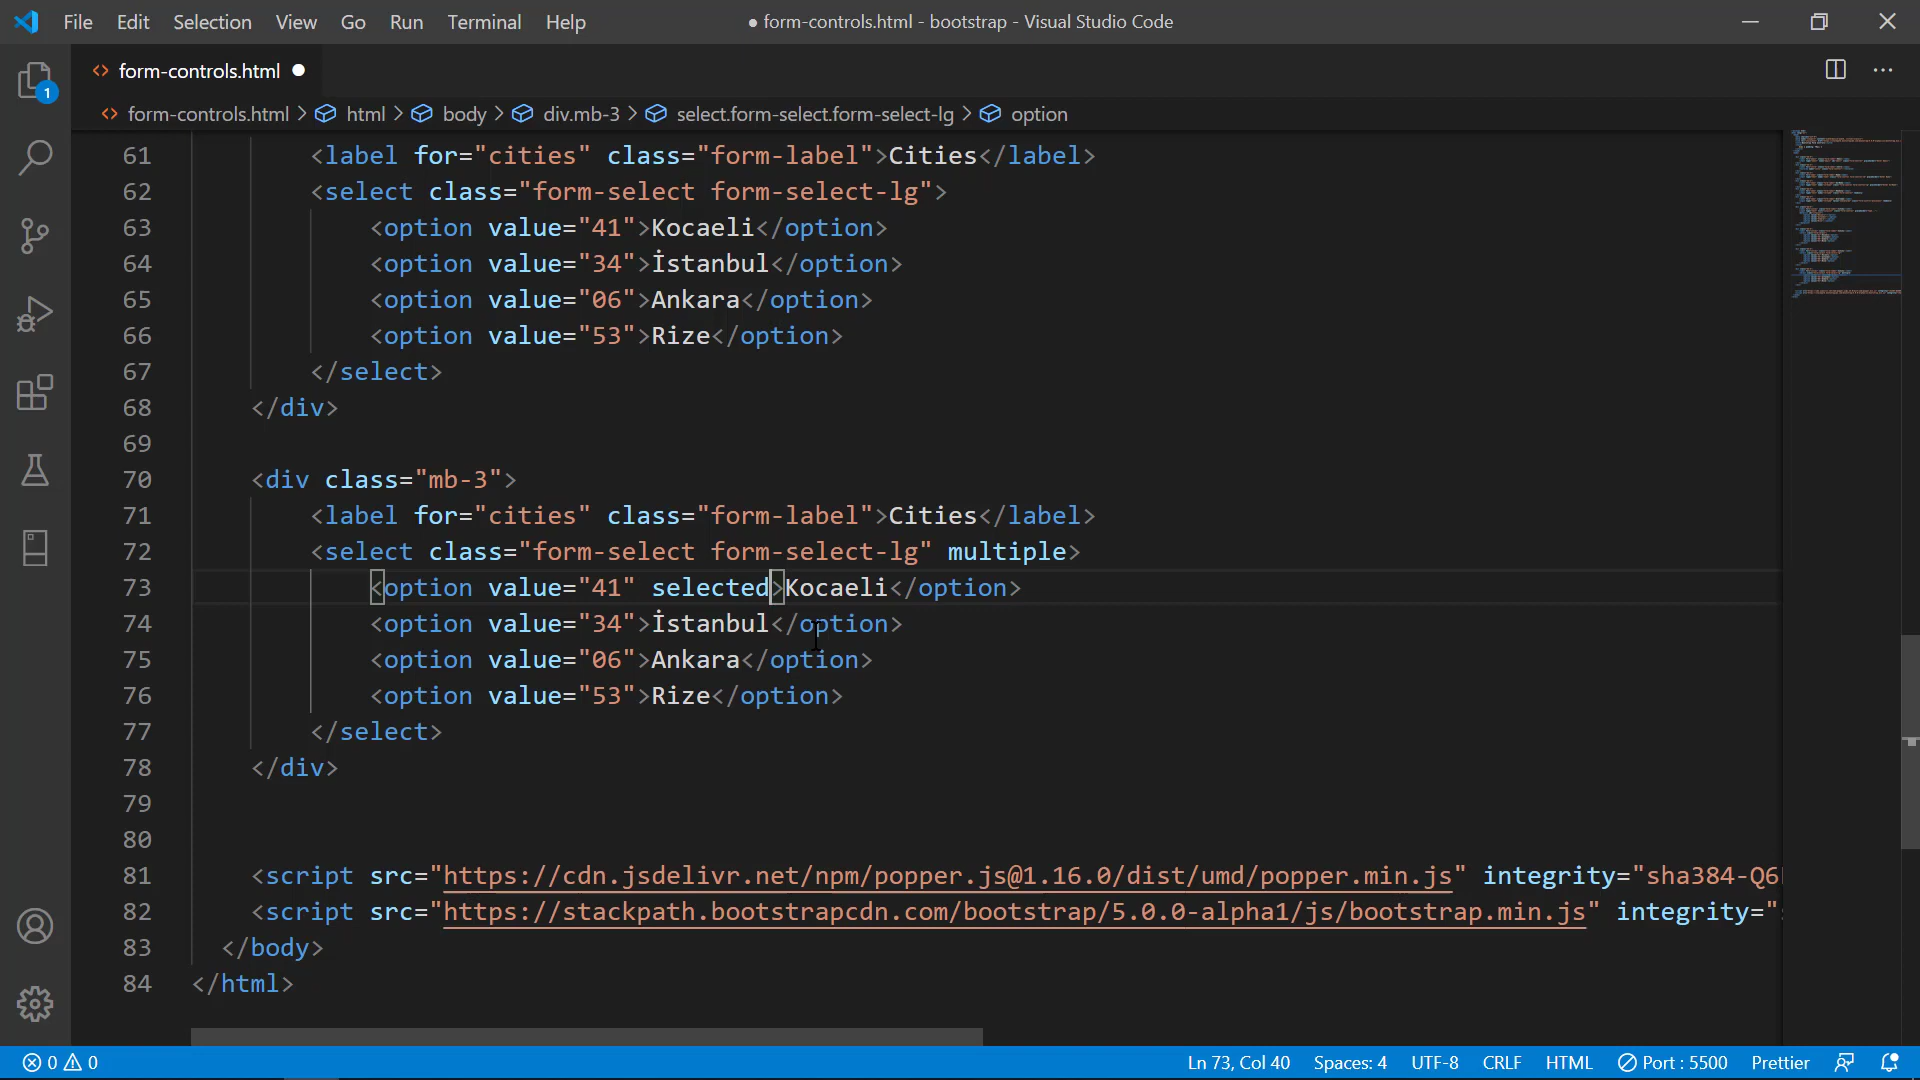 File Edit Selection View Go Run Terminal Help
● form-controls.html - bootstrap - Visual Studio Code
<> form-controls.html ●
1
<> form-controls.html > html > body > div.mb-3 > select.form-select.form-select-lg > option
61 <label for="cities" class="form-label">Cities</label>
62 <select class="form-select form-select-lg">
63 <option value="41">Kocaeli</option>
64 <option value="34">İstanbul</option>
65 <option value="06">Ankara</option>
66 <option value="53">Rize</option>
67 </select>
68 </div>
69
70 <div class="mb-3">
71 <label for="cities" class="form-label">Cities</label>
72 <select class="form-select form-select-lg" multiple>
73 <option value="41" selected>Kocaeli</option>
74 <option value="34">İstanbul</option>
75 <option value="06">Ankara</option>
76 <option value="53">Rize</option>
77 </select>
78 </div>
79
80
81 <script src="https://cdn.jsdelivr.net/npm/popper.js@1.16.0/dist/umd/popper.min.js" integrity="sha384-Q6
82 <script src="https://stackpath.bootstrapcdn.com/bootstrap/5.0.0-alpha1/js/bootstrap.min.js" integrity="
83 </body>
84 </html>
0 0 Ln 73, Col 40 Spaces: 4 UTF-8 CRLF HTML Port : 5500 Prettier